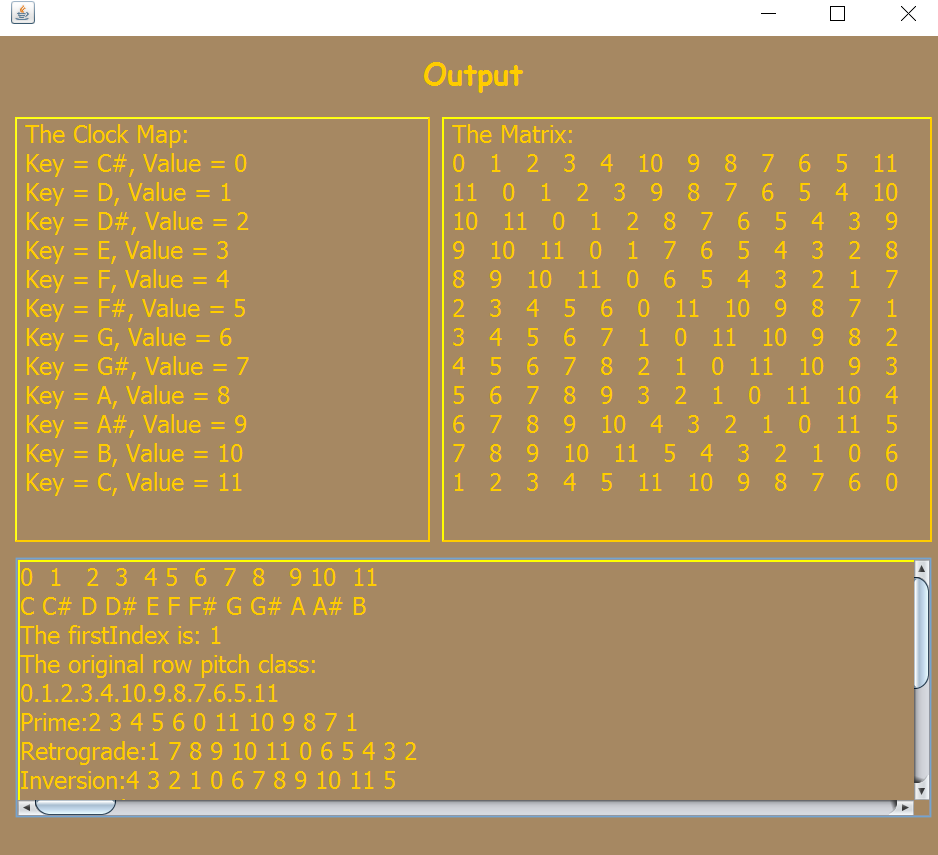 Output
The Clock Map:
Key = C#, Value = 0
Key = D, Value = 1
Key = D#, Value = 2
Key = E, Value = 3
Key = F, Value = 4
Key = F#, Value = 5
Key = G, Value = 6
Key = G#, Value = 7
Key = A, Value = 8
Key = A#, Value = 9
Key = B, Value = 10
Key = C, Value = 11
The Matrix:
0 1 2 3 4 10 9 8 7 6 5 11
11 0 1 2 3 9 8 7 6 5 4 10
10 11 0 1 2 8 7 6 5 4 3 9
9 10 11 0 1 7 6 5 4 3 2 8
8 9 10 11 0 6 5 4 3 2 1 7
2 3 4 5 6 0 11 10 9 8 7 1
3 4 5 6 7 1 0 11 10 9 8 2
4 5 6 7 8 2 1 0 11 10 9 3
5 6 7 8 9 3 2 1 0 11 10 4
6 7 8 9 10 4 3 2 1 0 11 5
7 8 9 10 11 5 4 3 2 1 0 6
1 2 3 4 5 11 10 9 8 7 6 0
0 1 2 3 4 5 6 7 8 9 10 11
C C# D D# E F F# G G# A A# B
The firstIndex is: 1
The original row pitch class:
0.1.2.3.4.10.9.8.7.6.5.11
Prime:2 3 4 5 6 0 11 10 9 8 7 1
Retrograde:1 7 8 9 10 11 0 6 5 4 3 2
Inversion:4 3 2 1 0 6 7 8 9 10 11 5